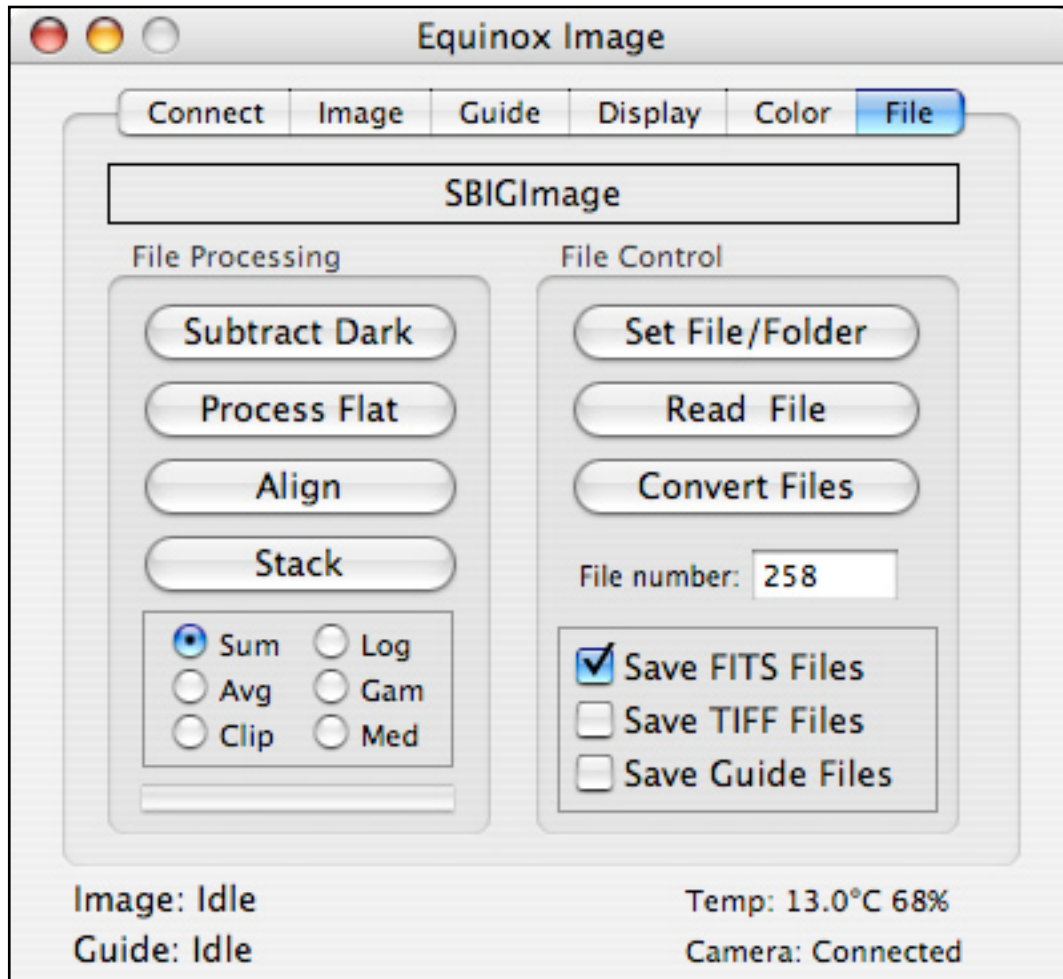 Equinox Image
Connect Image Guide Display Color File
SBIGImage
File Processing
Subtract Dark
Process Flat
Align
Stack
Sum Log
Avg Gam
Clip Med
File Control
Set File/Folder
Read File
Convert Files
File number: 258
Save FITS Files
Save TIFF Files
Save Guide Files
Image: Idle
Guide: Idle
Temp: 13.0°C 68%
Camera: Connected